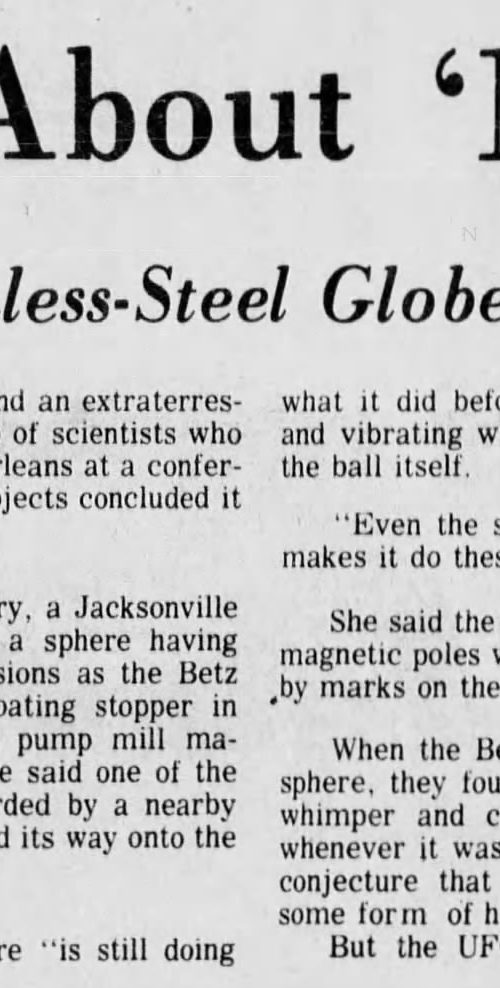 About '
less-Steel Globe
nd an extraterres-
of scientists who
rleans at a confer-
jects concluded it
ry, a Jacksonville
a sphere having
sions as the Betz
oating stopper in
pump mill ma-
e said one of the
rded by a nearby
d its way onto the
re "is still doing
what it did befo
and vibrating w
the ball itself.
"Even the s
makes it do thes
She said the
magnetic poles w
by marks on the
When the Be
sphere, they fou
whimper and c
whenever it was
conjecture that
some form of h
But the UF